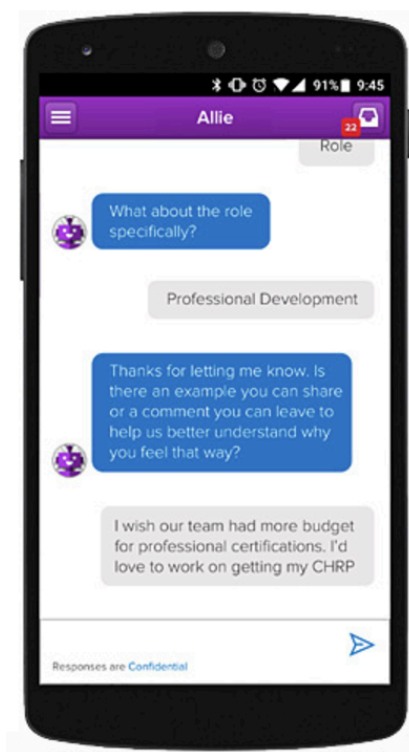 91% 9:45
Allie
22
Role
What about the role
specifically?
Professional Development
Thanks for letting me know. Is
there an example you can share
or a comment you can leave to
help us better understand why
you feel that way?
I wish our team had more budget
for professional certifications. I'd
love to work on getting my CHRP
Responses are Confidential